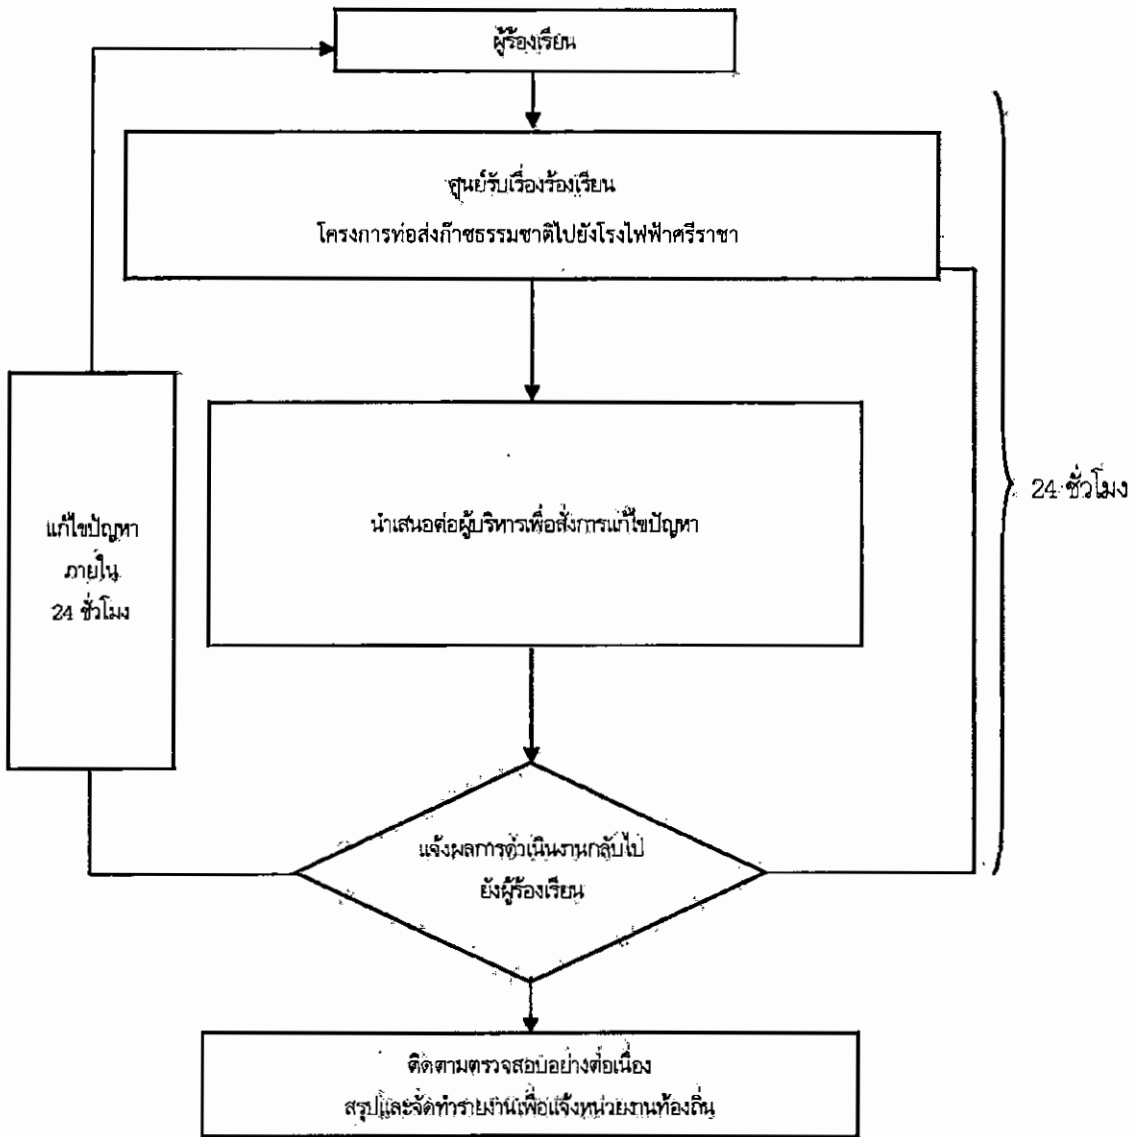 ผู้ร้องเรียน
ศูนย์รับเรื่องร้องเรียน
โครงการท่อส่งก๊าซธรรมชาติไปยังโรงไฟฟ้าศรีราชา
24 ชั่วโมง
นำเสนอต่อผู้บริหารเพื่อสั่งการแก้ไขปัญหา
แก้ไขปัญหา
ภายใน
24 ชั่วโมง
แจ้งผลการดำเนินงานกลับไป
ยังผู้ร้องเรียน
ติดตามตรวจสอบอย่างต่อเนื่อง
สรุปและจัดทำรายงานเพื่อแจ้งหน่วยงานท้องถิ่น